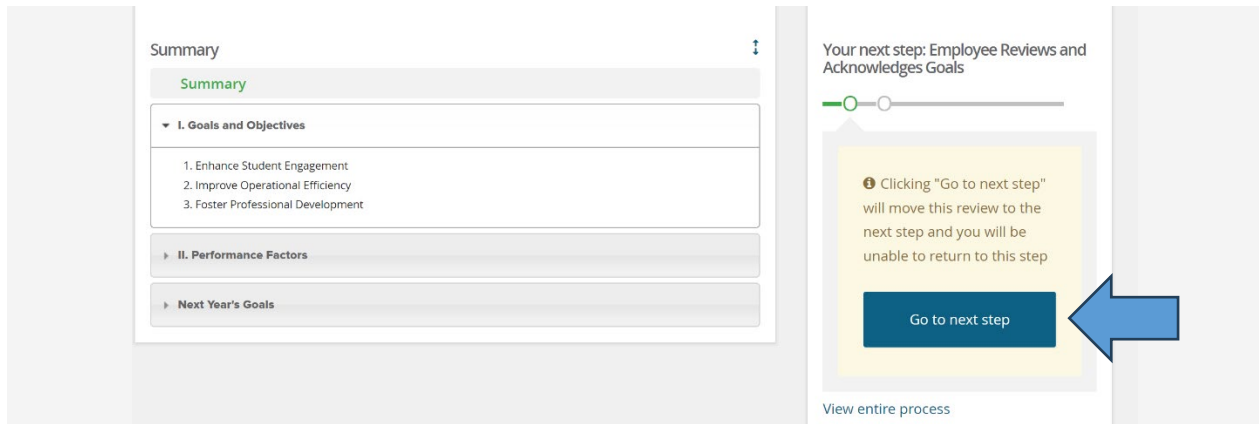 Summary
Summary
I. Goals and Objectives
1. Enhance Student Engagement
2. Improve Operational Efficiency
3. Foster Professional Development
II. Performance Factors
Next Year's Goals
Your next step: Employee Reviews and
Acknowledges Goals
Clicking "Go to next step"
will move this review to the
next step and you will be
unable to return to this step
Go to next step
View entire process